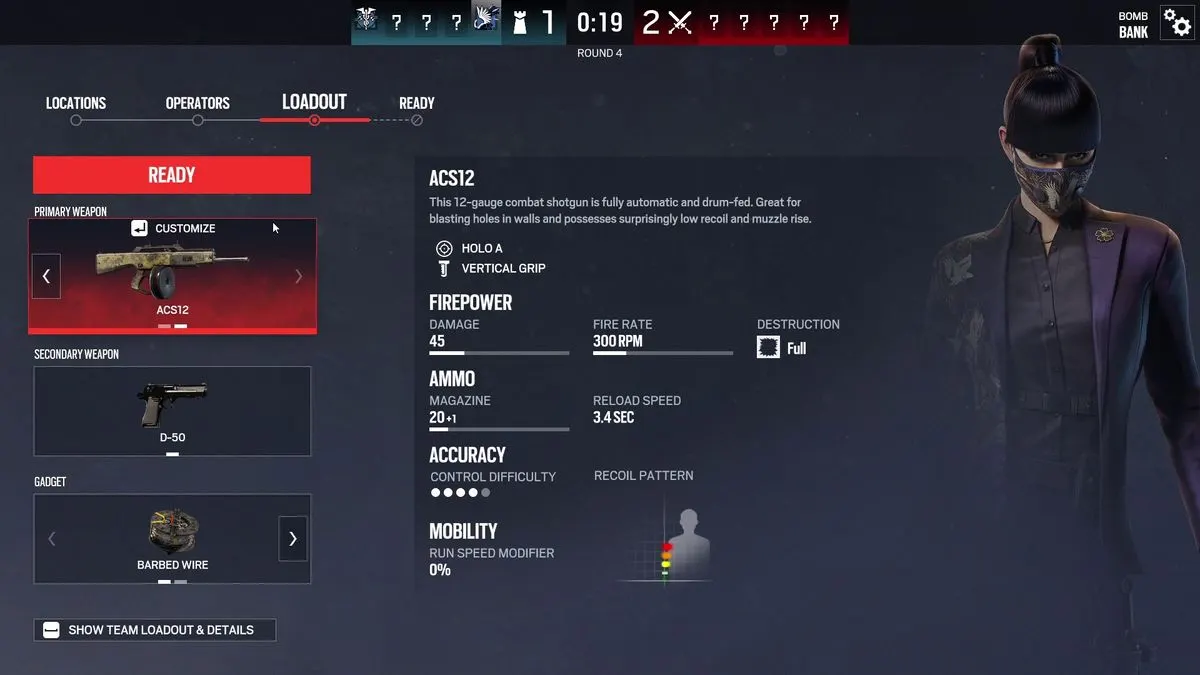 ? ? ? 1 0:19 2 ? ? ? ? ?
ROUND 4
BOMB
BANK
LOCATIONS OPERATORS LOADOUT READY
READY
PRIMARY WEAPON
CUSTOMIZE
ACS12
SECONDARY WEAPON
D-50
GADGET
BARBED WIRE
SHOW TEAM LOADOUT & DETAILS
ACS12
This 12-gauge combat shotgun is fully automatic and drum-fed. Great for
blasting holes in walls and possesses surprisingly low recoil and muzzle rise.
HOLO A
VERTICAL GRIP
FIREPOWER
DAMAGE FIRE RATE DESTRUCTION
45 300 RPM Full
AMMO
MAGAZINE RELOAD SPEED
20+1 3.4 SEC
ACCURACY
CONTROL DIFFICULTY RECOIL PATTERN
MOBILITY
RUN SPEED MODIFIER
0%